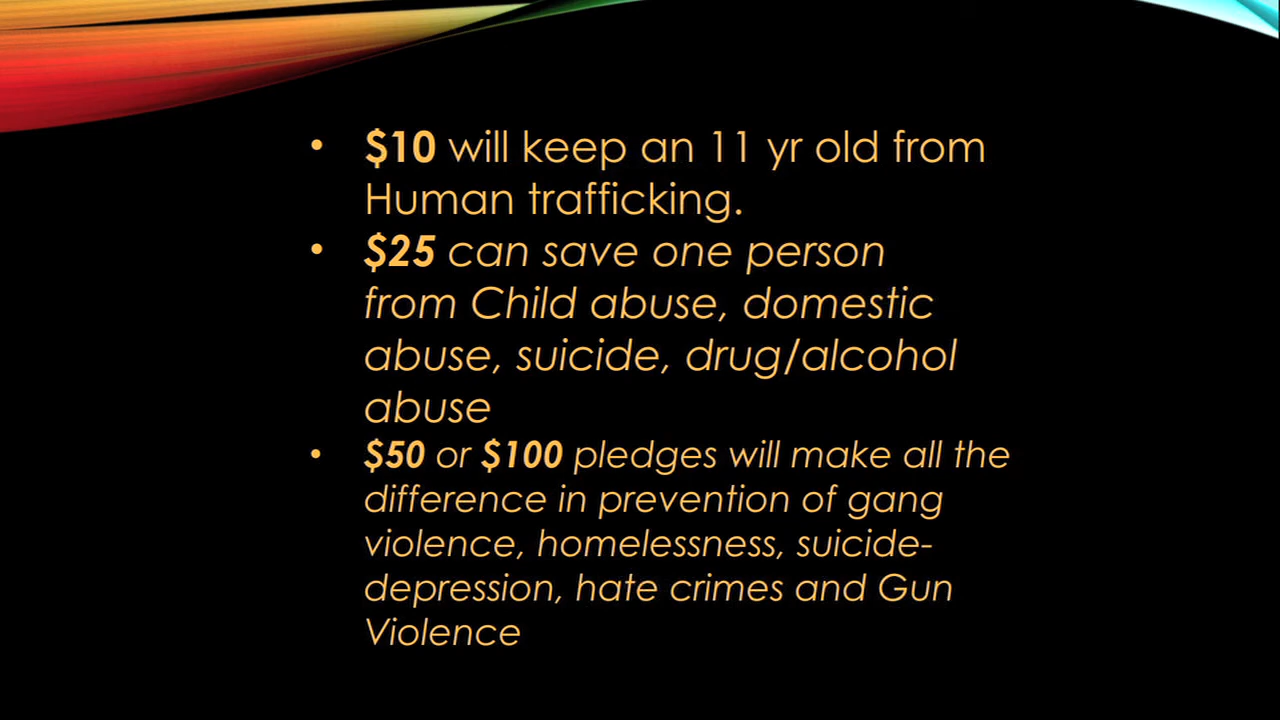 • $10 will keep an 11 yr old from
Human trafficking.
• $25 can save one person
from Child abuse, domestic
abuse, suicide, drug/alcohol
abuse
• $50 or $100 pledges will make all the
difference in prevention of gang
violence, homelessness, suicide-
depression, hate crimes and Gun
Violence